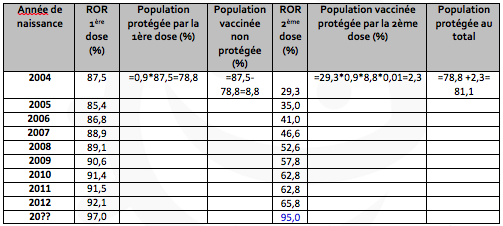 Année de naissance | ROR 1ère dose (%) | Population protégée par la 1ère dose (%) | Population vaccinée non protégée (%) | ROR 2ème dose (%) | Population vaccinée protégée par la 2ème dose (%) | Population protégée au total (%)
2004 | 87,5 | =0,9*87,5=78,8 | =87,5-78,8=8,8 | 29,3 | =29,3*0,9*8,8*0,01=2,3 | =78,8 +2,3= 81,1
2005 | 85,4 | | | 35,0
2006 | 86,8 | | | 41,0
2007 | 88,9 | | | 46,6
2008 | 89,1 | | | 52,6
2009 | 90,6 | | | 57,8
2010 | 91,4 | | | 62,8
2011 | 91,5 | | | 62,8
2012 | 92,1 | | | 65,8
20?? | 97,0 | | | 95,0